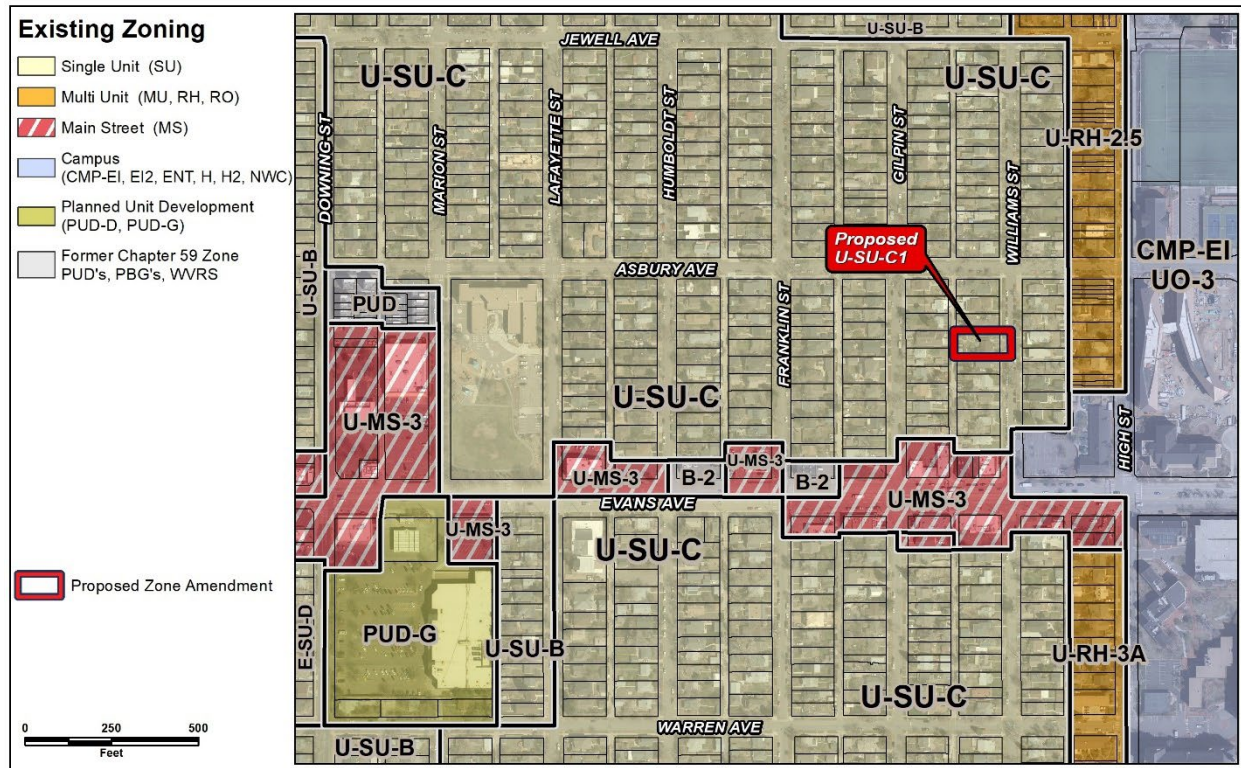 Existing Zoning
Single Unit (SU)
Multi Unit (MU, RH, RO)
Main Street (MS)
Campus
(CMP-EI, EI2, ENT, H, H2, NWC)
Planned Unit Development
(PUD-D, PUD-G)
Former Chapter 59 Zone
PUD's, PBG's, WVRS
Proposed Zone Amendment
0 250 500
Feet
JEWELL AVE
U-SU-B
U-SU-C
U-SU-C
DOWNING ST
MARION ST
LAFAYETTE ST
HUMBOLDT ST
GILPIN ST
WILLIAMS ST
U-RH-2.5
U-SU-B
ASBURY AVE
Proposed
U-SU-C1
CMP-EI
UO-3
PUD
FRANKLIN ST
U-MS-3
U-SU-C
HIGH ST
U-MS-3
B-2
U-MS-3
B-2
U-MS-3
EVANS AVE
U-MS-3
U-SU-C
E-SU-D
PUD-G
U-SU-B
U-RH-3A
U-SU-C
WARREN AVE
U-SU-B